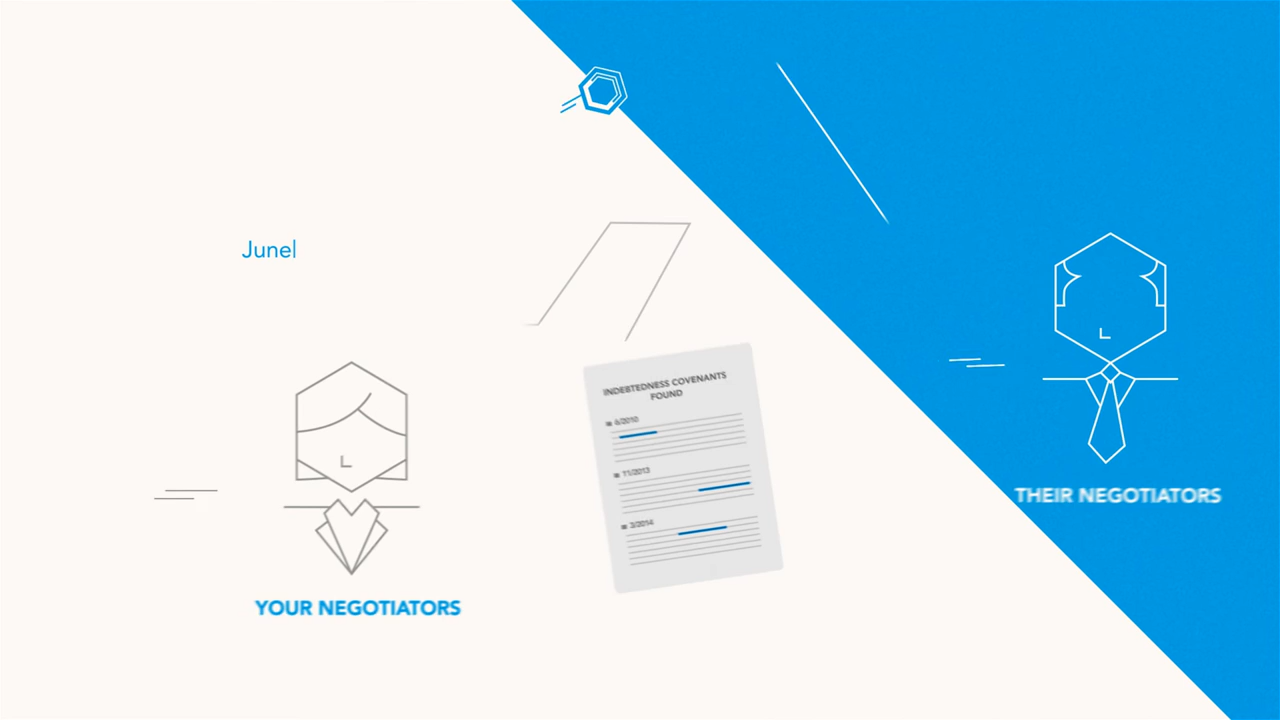 Junel
INDEBTEDNESS COVENANTS
FOUND
6/2010
11/2013
3/2014
YOUR NEGOTIATORS
THEIR NEGOTIATORS